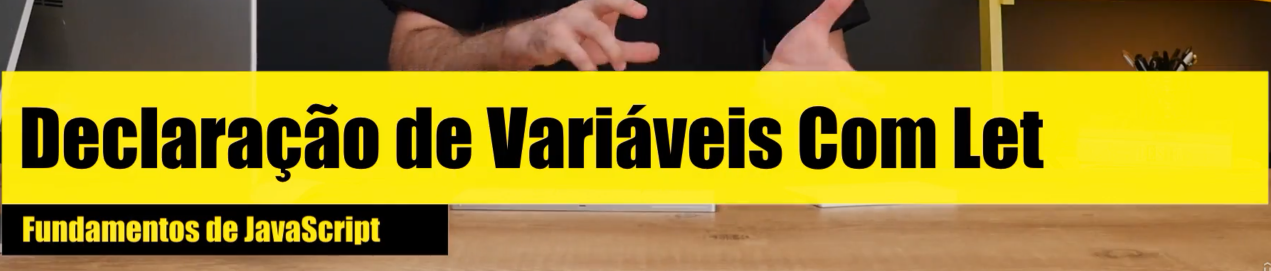 Declaração de Variáveis Com Let
Fundamentos de JavaScript